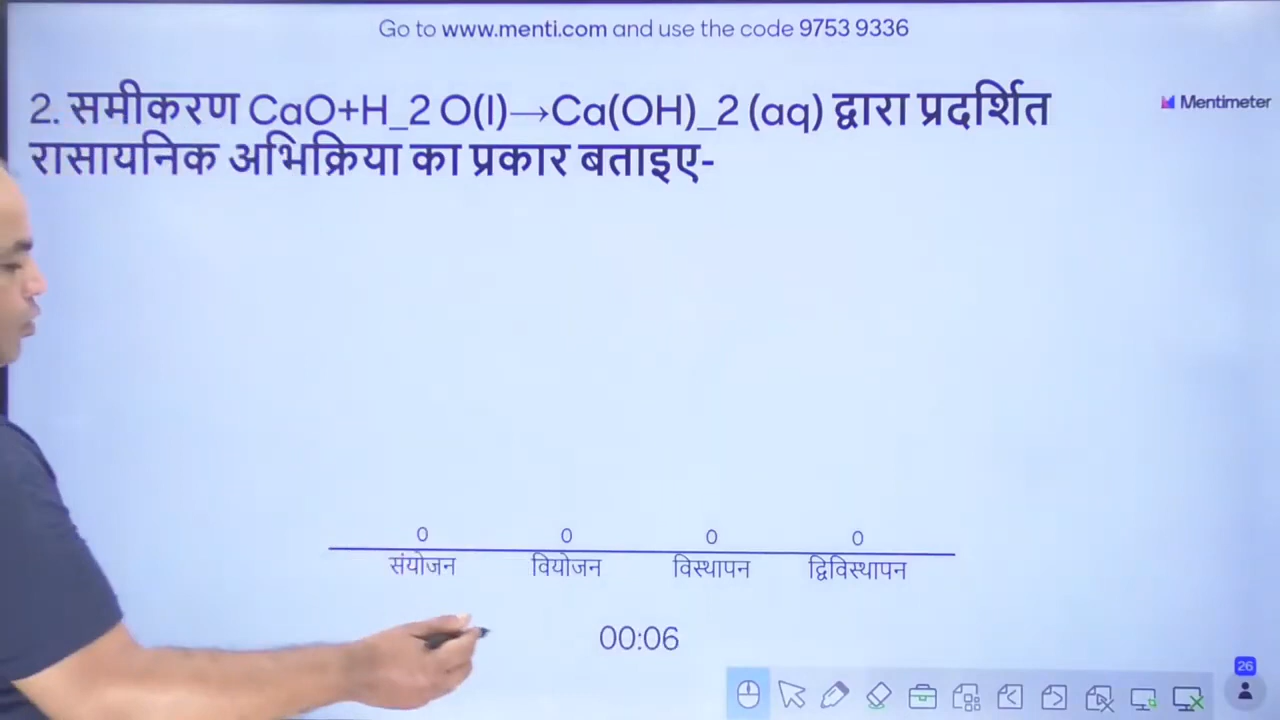 Go to www.menti.com and use the code 9753 9336
2. समीकरण CaO+H_2 O(l)→Ca(OH)_2 (aq) द्वारा प्रदर्शित
Mentimeter
रासायनिक अभिक्रिया का प्रकार बताइए-
0 0 0 0
संयोजन वियोजन विस्थापन द्विविस्थापन
00:06
26